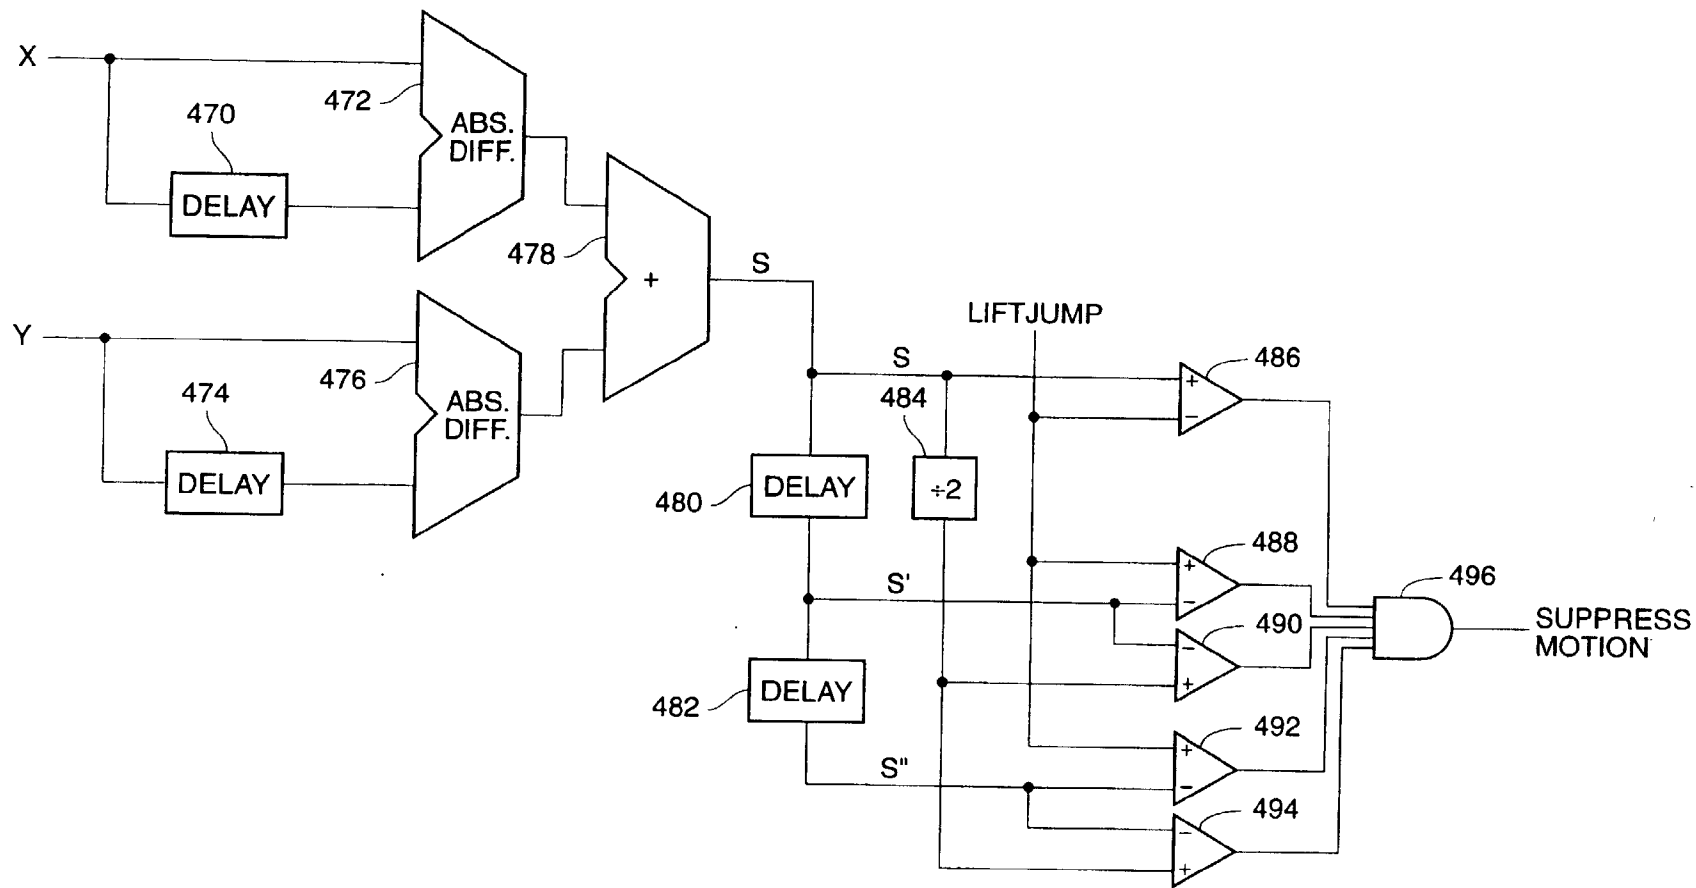 X
472
470
ABS.
DIFF.
DELAY
478
S
+
Y
476
474
ABS.
DIFF.
DELAY
LIFTJUMP
S
484
486
+
−
480
DELAY
÷2
488
+
−
S'
490
−
+
496
SUPPRESS
MOTION
482
DELAY
492
+
−
S"
494
−
+